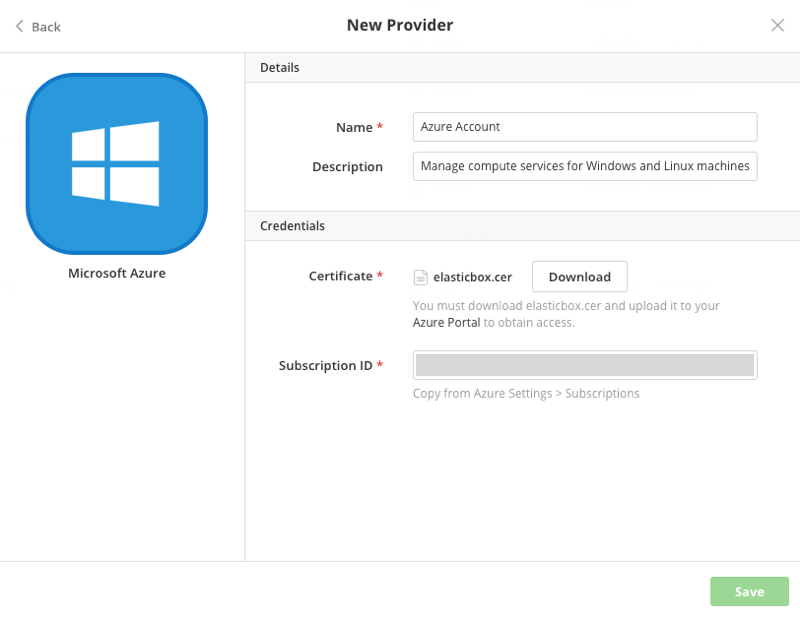 Back
New Provider
Microsoft Azure
Details
Name *
Azure Account
Description
Manage compute services for Windows and Linux machines
Credentials
Certificate *
elasticbox.cer
Download
You must download elasticbox.cer and upload it to your
Azure Portal to obtain access.
Subscription ID *
Copy from Azure Settings > Subscriptions
Save